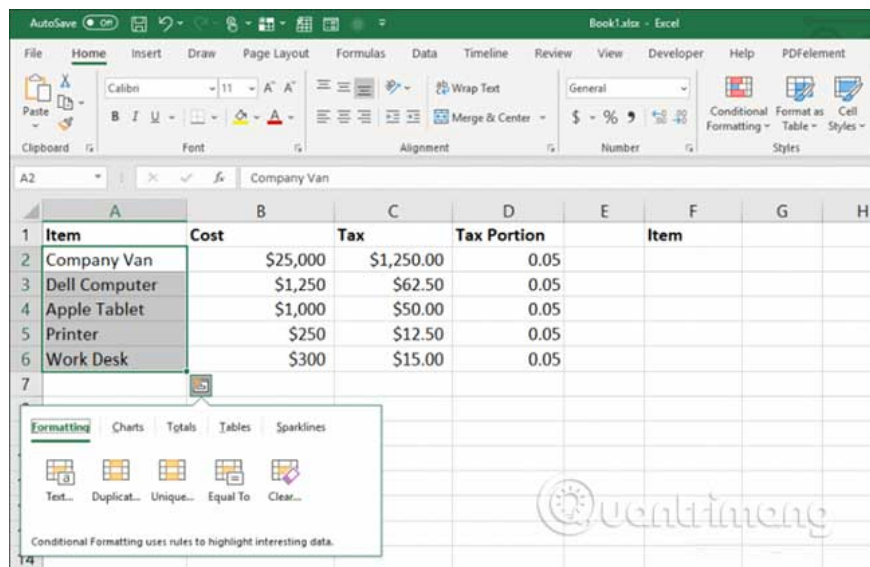 AutoSave Off Book1.xlsx - Excel
File Home Insert Draw Page Layout Formulas Data Timeline Review View Developer Help PDFelement
Paste Calibri 11 A A Wrap Text General Conditional Formatting Format as Table Cell Styles
B I U A Merge & Center $ % 9
Clipboard Font Alignment Number Styles
A2 fx Company Van
A B C D E F G H
1 Item Cost Tax Tax Portion Item
2 Company Van $25,000 $1,250.00 0.05
3 Dell Computer $1,250 $62.50 0.05
4 Apple Tablet $1,000 $50.00 0.05
5 Printer $250 $12.50 0.05
6 Work Desk $300 $15.00 0.05
7
Formatting Charts Totals Tables Sparklines
Text... Duplicat... Unique... Equal To Clear...
Conditional Formatting uses rules to highlight interesting data.
14
Quantrimang